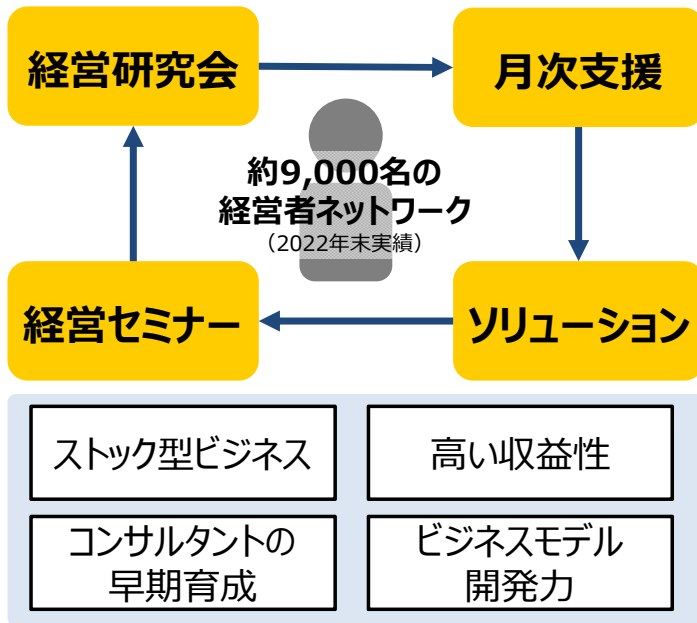 経営研究会
月次支援
約9,000名の
経営者ネットワーク
（2022年末実績）
経営セミナー
ソリューション
ストック型ビジネス
高い収益性
コンサルタントの
早期育成
ビジネスモデル
開発力